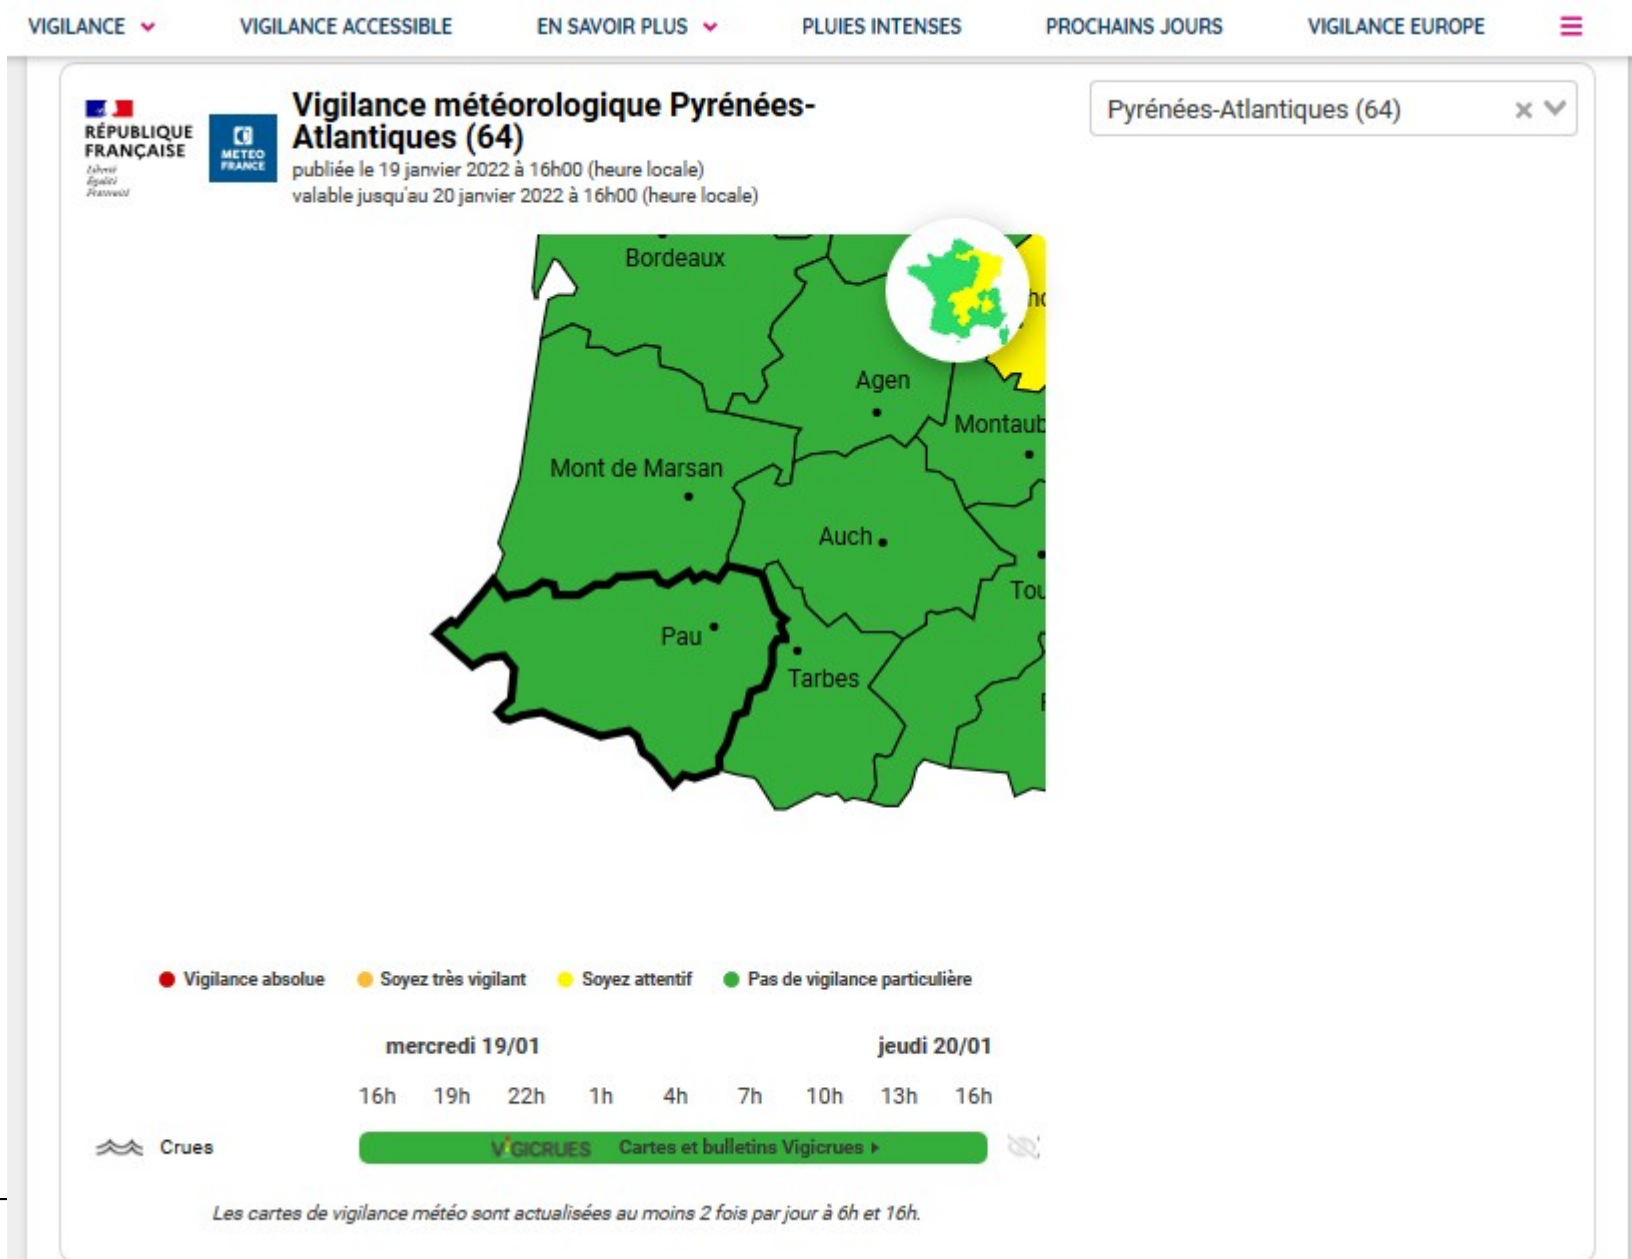 VIGILANCE
VIGILANCE ACCESSIBLE
EN SAVOIR PLUS
PLUIES INTENSES
PROCHAINS JOURS
VIGILANCE EUROPE
RÉPUBLIQUE
FRANÇAISE
Liberté
Égalité
Fraternité
METEO
FRANCE
Vigilance météorologique Pyrénées-
Atlantiques (64)
publiée le 19 janvier 2022 à 16h00 (heure locale)
valable jusqu'au 20 janvier 2022 à 16h00 (heure locale)
Pyrénées-Atlantiques (64)
Bordeaux
Agen
Montaub
Mont de Marsan
Auch
Tou
Pau
Tarbes
Vigilance absolue
Soyez très vigilant
Soyez attentif
Pas de vigilance particulière
mercredi 19/01
jeudi 20/01
16h 19h 22h 1h 4h 7h 10h 13h 16h
Crues
VIGICRUES Cartes et bulletins Vigicrues
Les cartes de vigilance météo sont actualisées au moins 2 fois par jour à 6h et 16h.